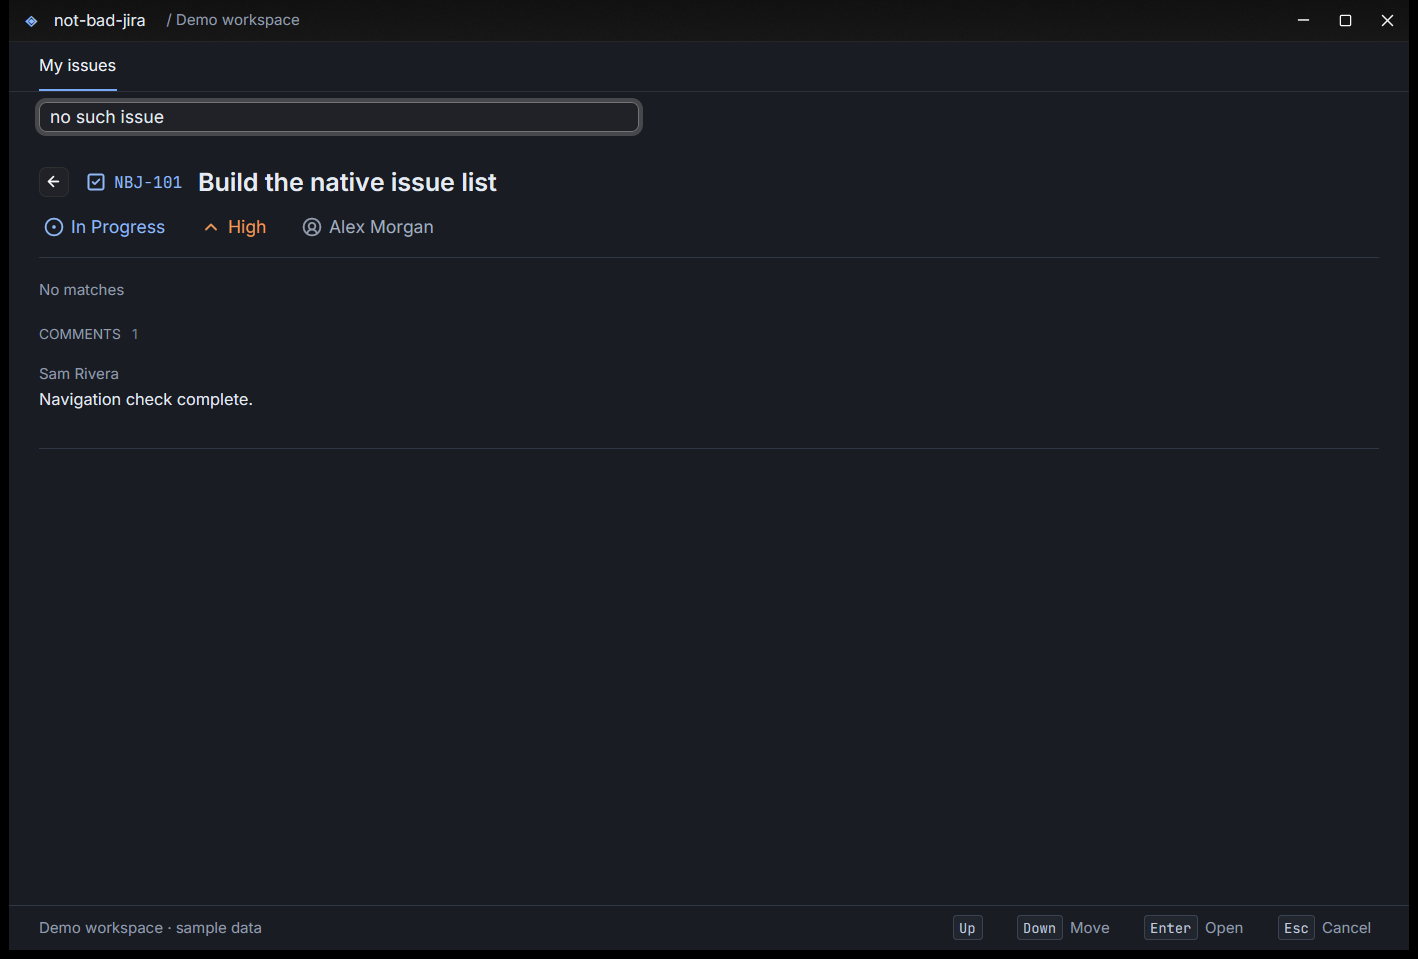 not-bad-jira / Demo workspace
My issues
no such issue
NBJ-101 Build the native issue list
In Progress High Alex Morgan
No matches
COMMENTS 1
Sam Rivera
Navigation check complete.
Demo workspace · sample data Up Down Move Enter Open Esc Cancel